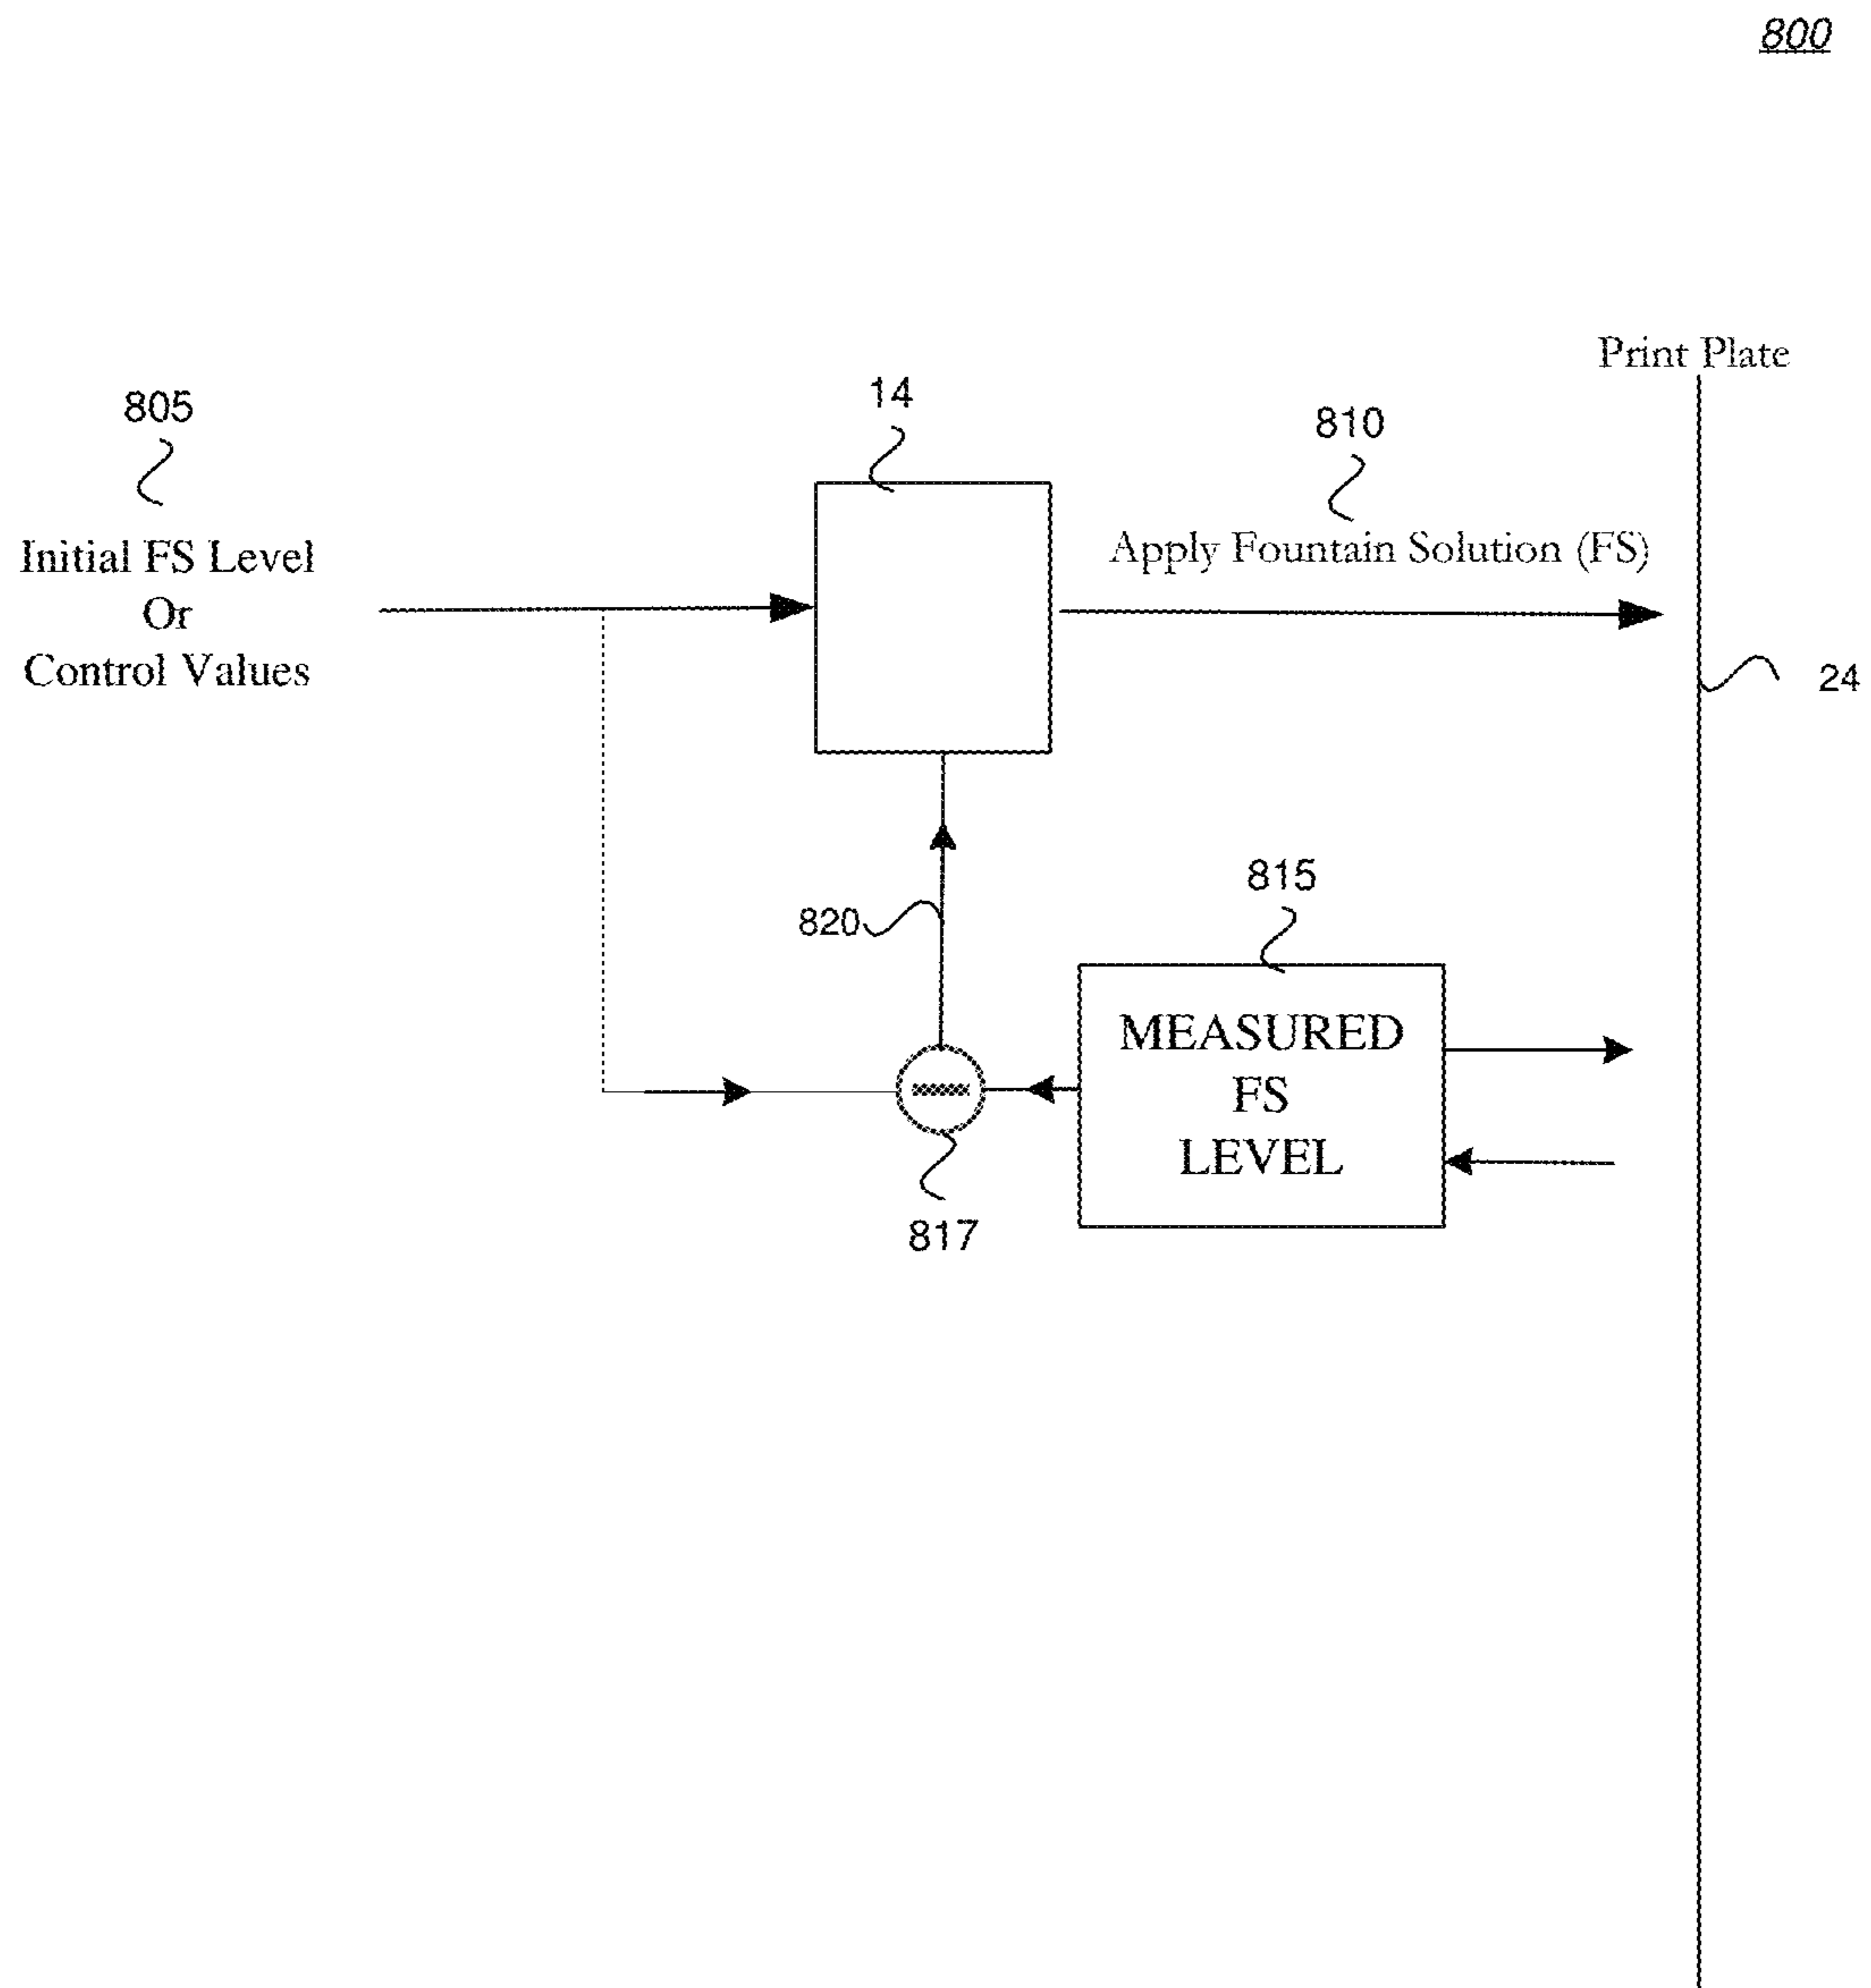 800
Print Plate
805
14
810
Initial FS Level
Or
Control Values
Apply Fountain Solution (FS)
24
815
820
MEASURED
FS
LEVEL
817